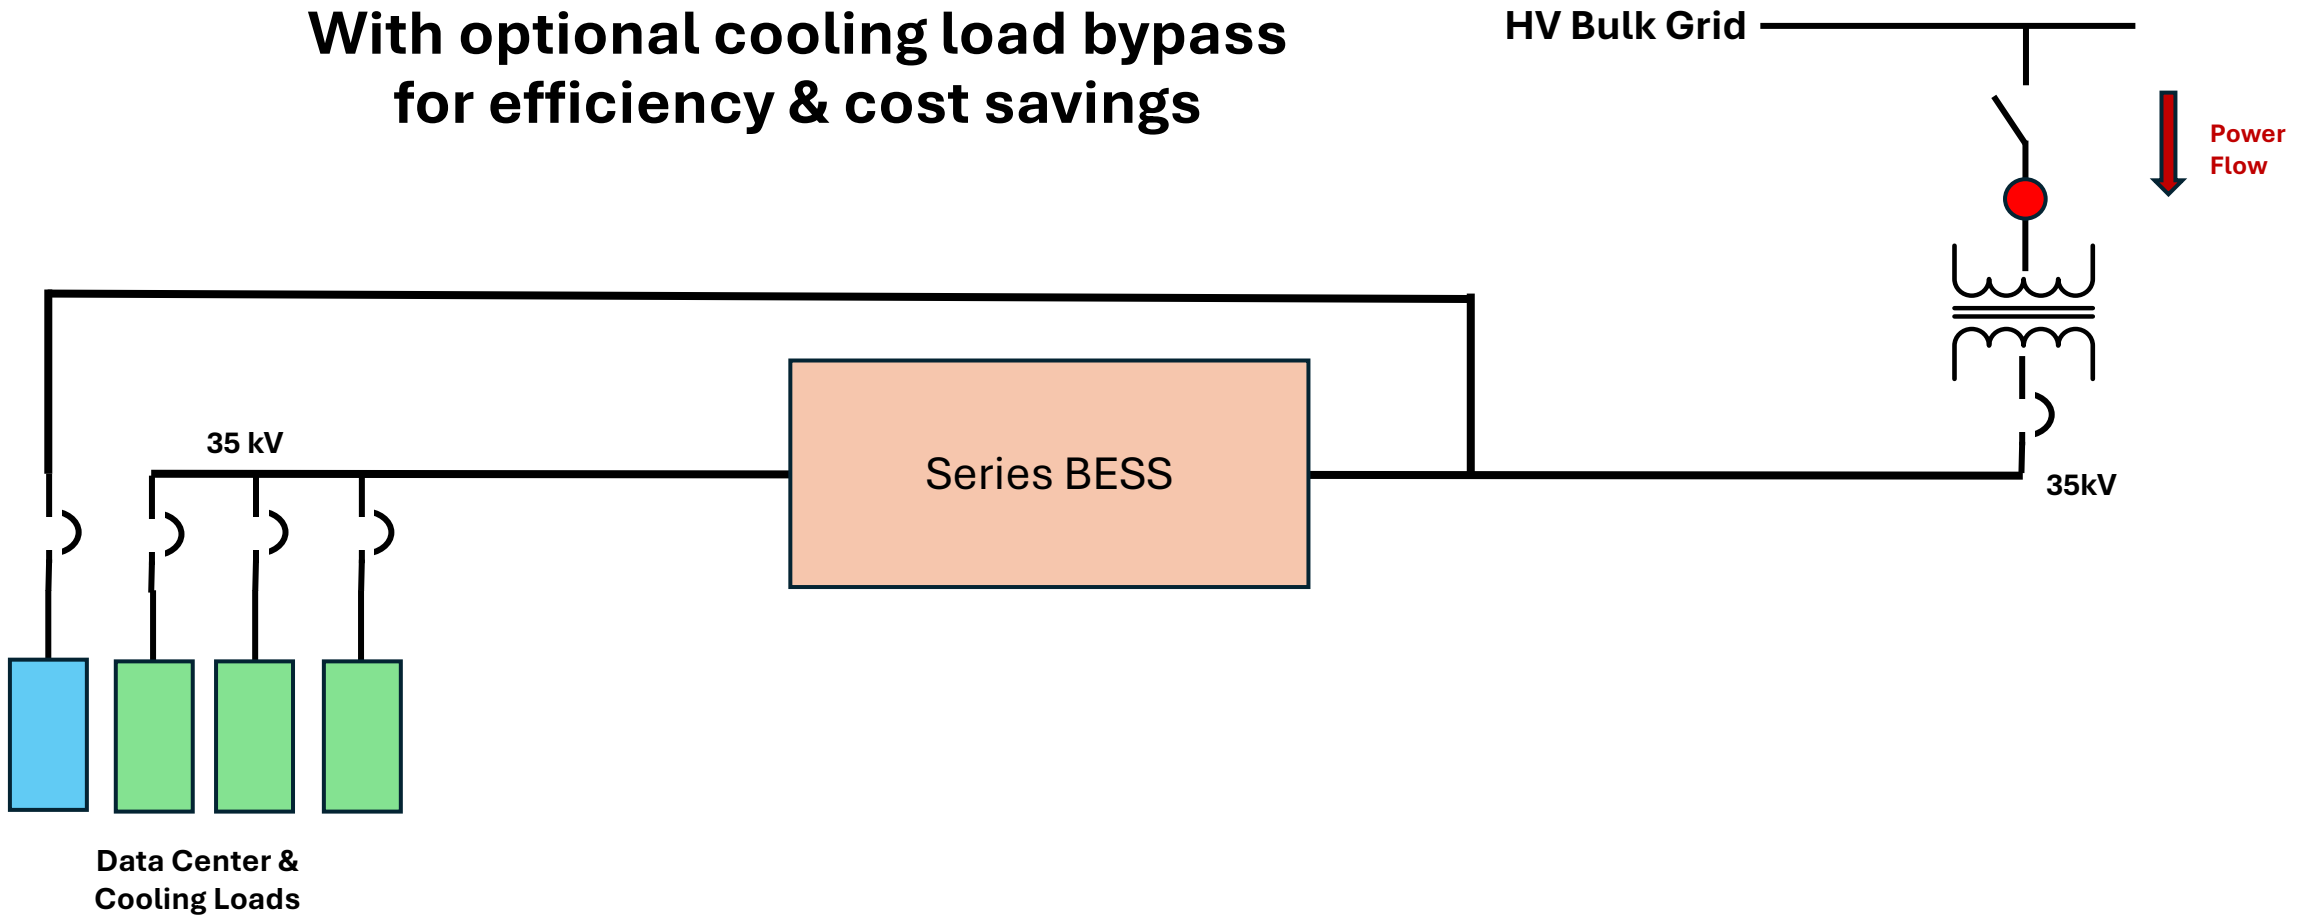 With optional cooling load bypass
for efficiency & cost savings
HV Bulk Grid
Power
Flow
35 kV
Series BESS
35kV
Data Center &
Cooling Loads